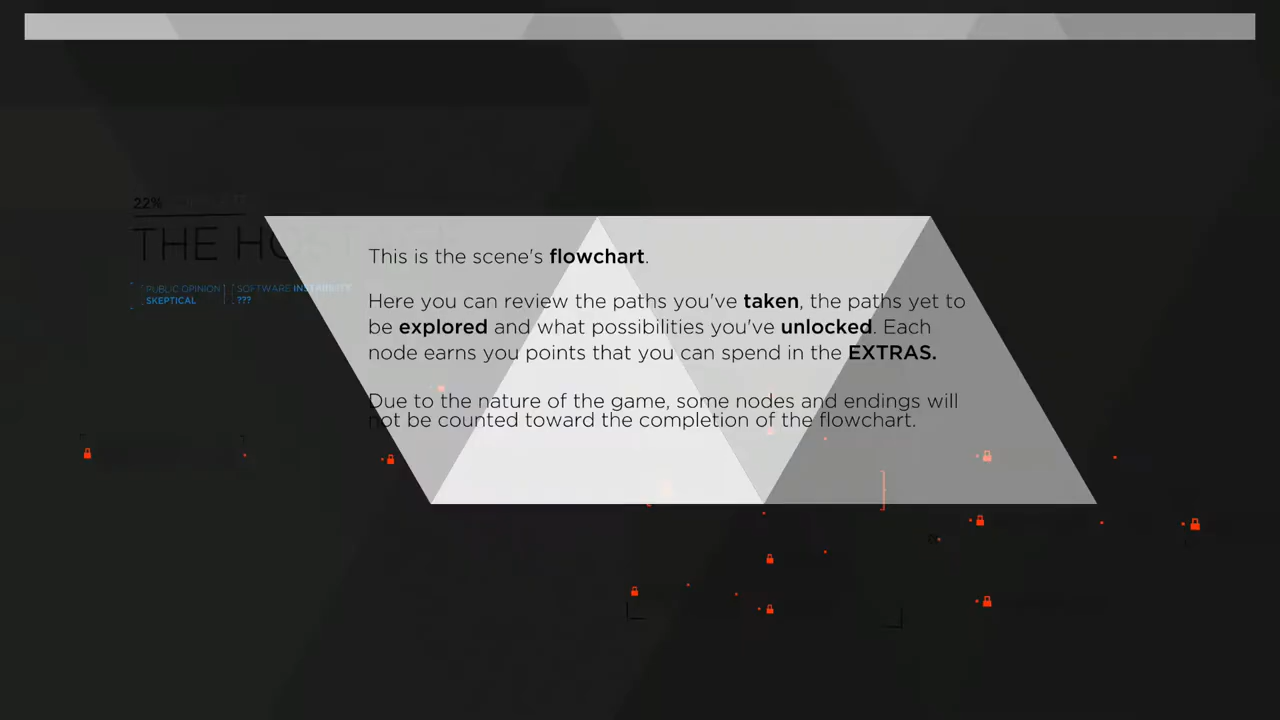 22%
THE HOSTAGE
PUBLIC OPINION
SKEPTICAL
SOFTWARE INSTABILITY
???
This is the scene's flowchart.
Here you can review the paths you've taken, the paths yet to
be explored and what possibilities you've unlocked. Each
node earns you points that you can spend in the EXTRAS.
Due to the nature of the game, some nodes and endings will
not be counted toward the completion of the flowchart.